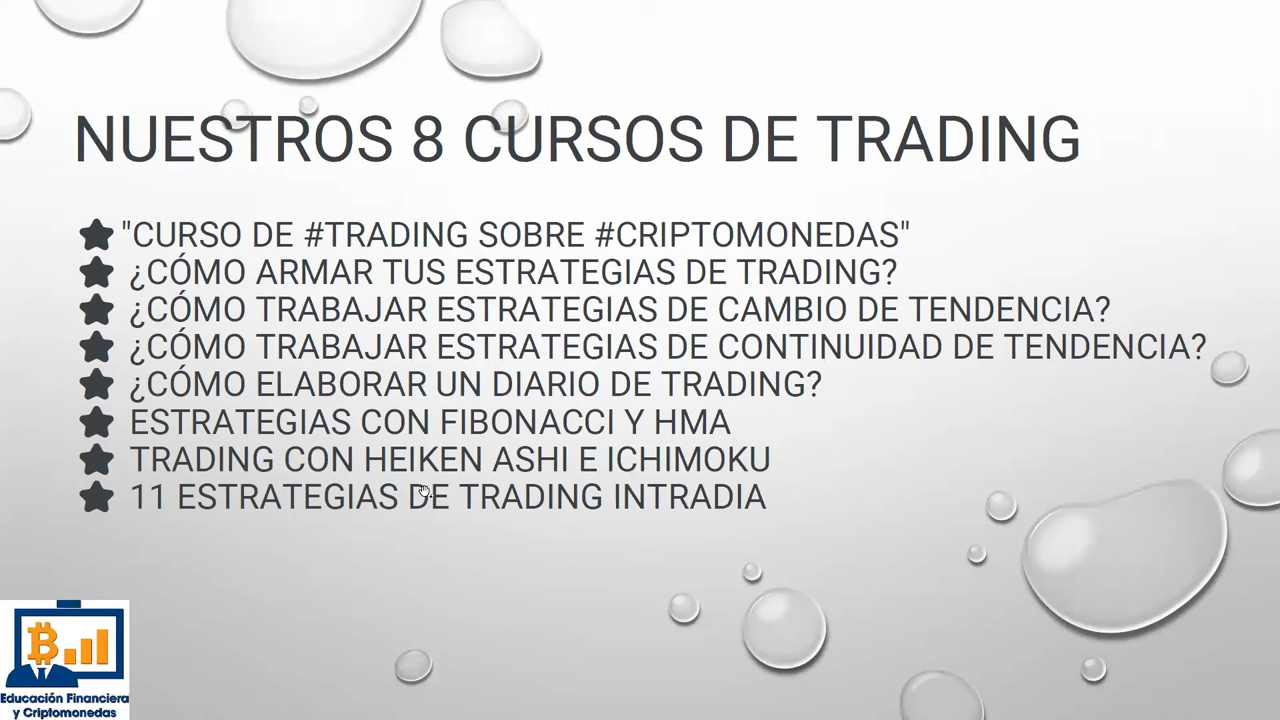 NUESTROS 8 CURSOS DE TRADING
"CURSO DE #TRADING SOBRE #CRIPTOMONEDAS"
¿CÓMO ARMAR TUS ESTRATEGIAS DE TRADING?
¿CÓMO TRABAJAR ESTRATEGIAS DE CAMBIO DE TENDENCIA?
¿CÓMO TRABAJAR ESTRATEGIAS DE CONTINUIDAD DE TENDENCIA?
¿CÓMO ELABORAR UN DIARIO DE TRADING?
ESTRATEGIAS CON FIBONACCI Y HMA
TRADING CON HEIKEN ASHI E ICHIMOKU
11 ESTRATEGIAS DE TRADING INTRADIA
Educación Financiera
y Criptomonedas